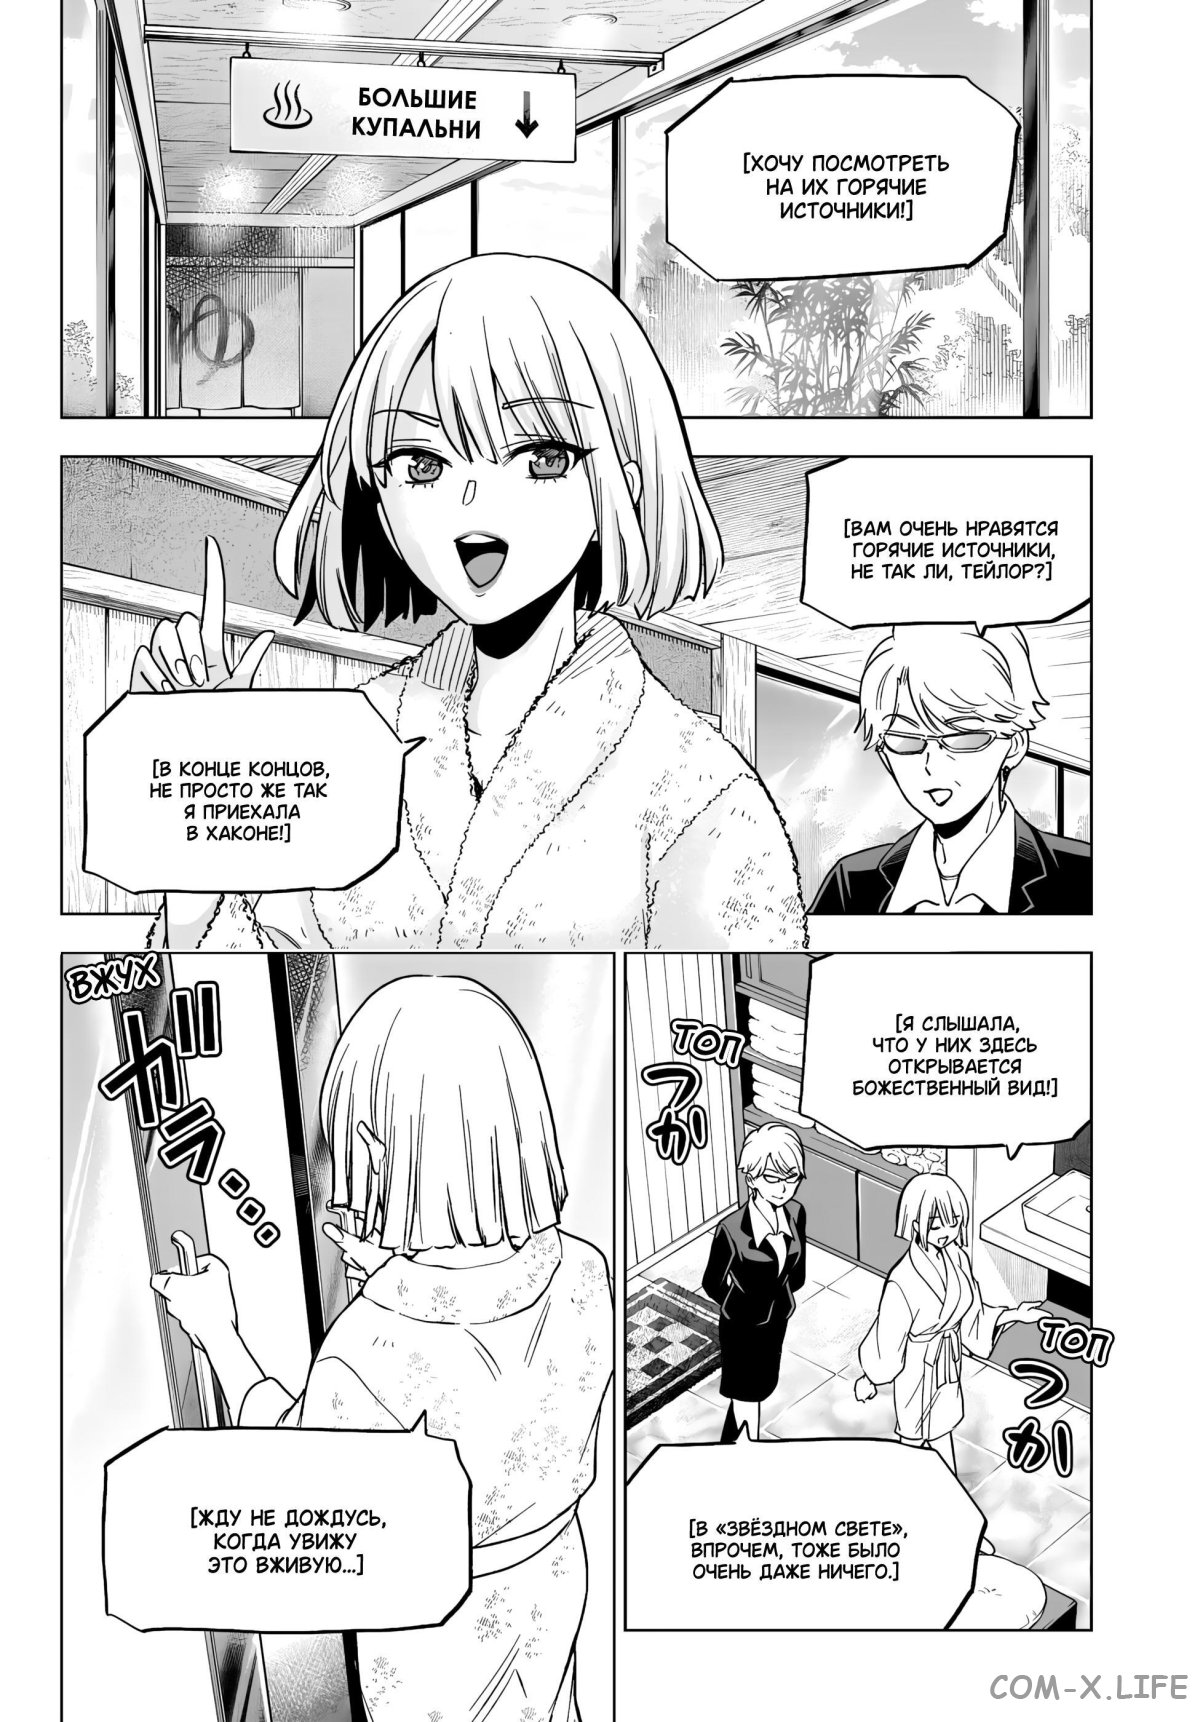 БОЛЬШИЕ
КУПАЛЬНИ
[ХОЧУ ПОСМОТРЕТЬ
НА ИХ ГОРЯЧИЕ
ИСТОЧНИКИ!]
ゆ
[ВАМ ОЧЕНЬ НРАВЯТСЯ
ГОРЯЧИЕ ИСТОЧНИКИ,
НЕ ТАК ЛИ, ТЕЙЛОР?]
[В КОНЦЕ КОНЦОВ,
НЕ ПРОСТО ЖЕ ТАК
Я ПРИЕХАЛА
В ХАКОНЕ!]
[Я СЛЫШАЛА,
ЧТО У НИХ ЗДЕСЬ
ОТКРЫВАЕТСЯ
БОЖЕСТВЕННЫЙ ВИД!]
ТОП
つか
ТОП
つか
[В «ЗВЁЗДНОМ СВЕТЕ»,
ВПРОЧЕМ, ТОЖЕ БЫЛО
ОЧЕНЬ ДАЖЕ НИЧЕГО.]
ВЖУХ
ガララ...
[ЖДУ НЕ ДОЖДУСЬ,
КОГДА УВИЖУ
ЭТО ВЖИВУЮ...]
COM-X.LIFE